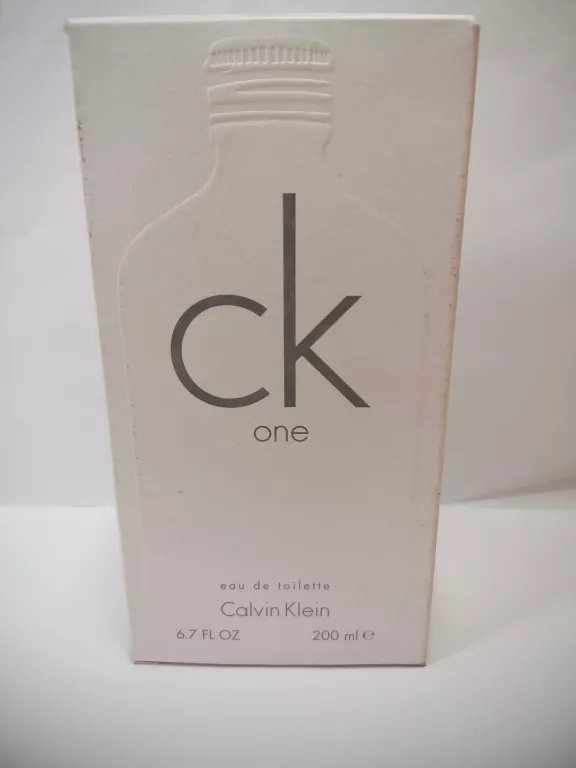 ck
one
eau de toilette
Calvin Klein
6.7 FL OZ 200 ml ℮